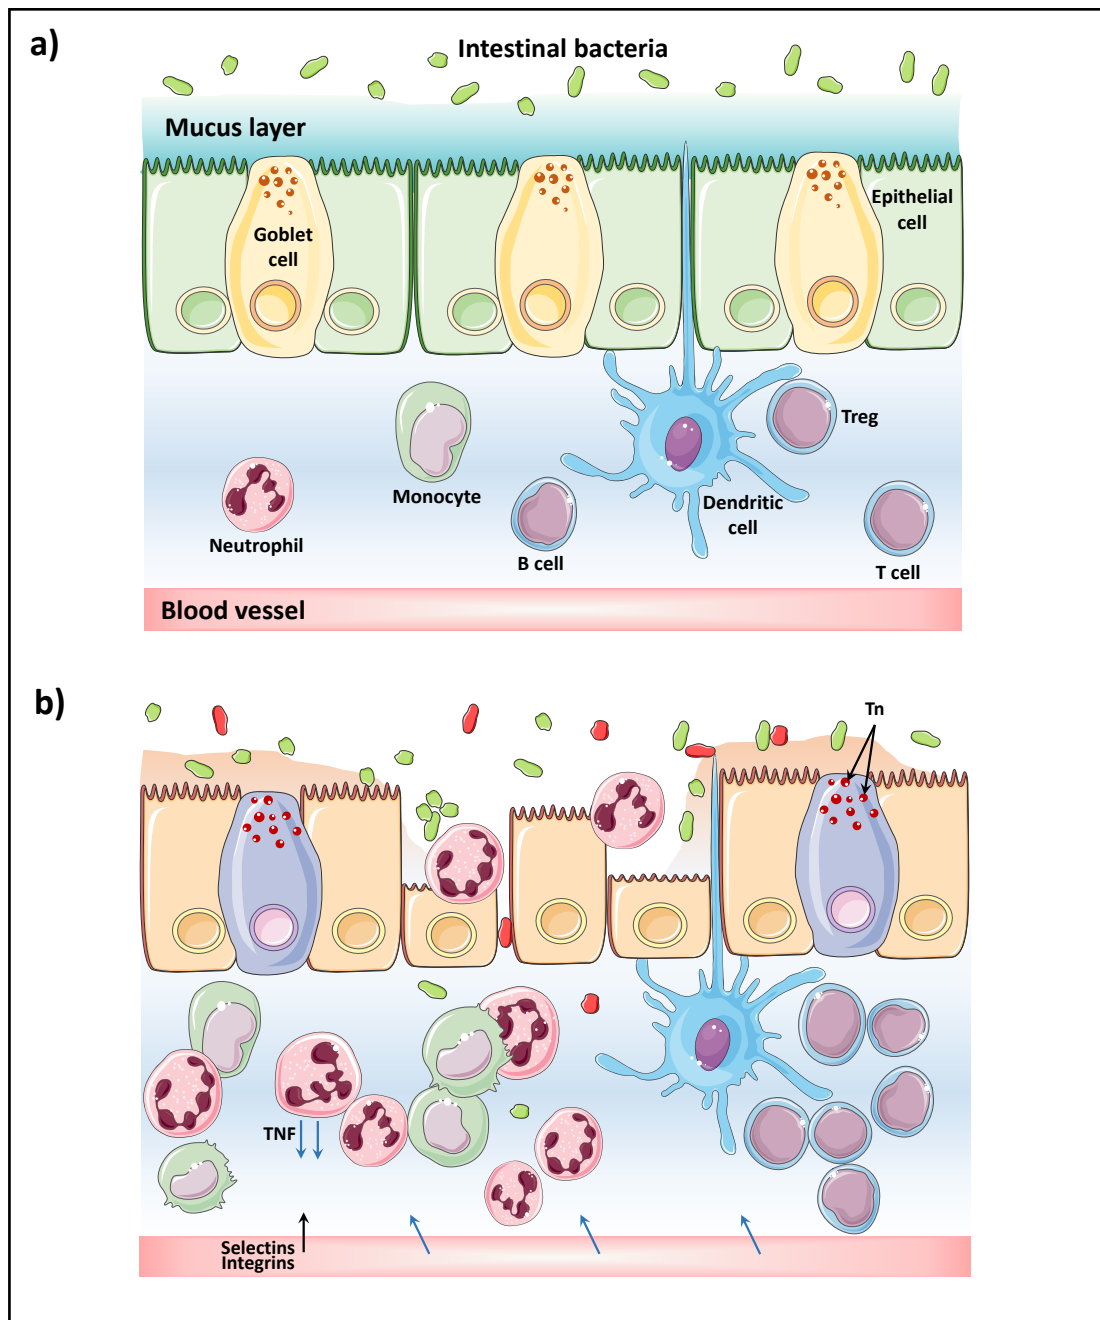 a)
Intestinal bacteria
Mucus layer
Epithelial
cell
Goblet
cell
Treg
Monocyte
Dendritic
cell
Neutrophil
B cell
T cell
Blood vessel
b)
Tn
TNF
Selectins
Integrins